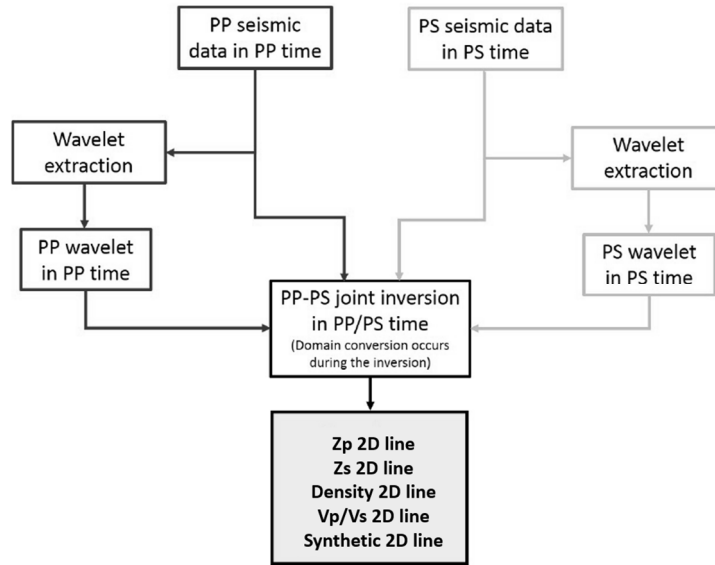 PP seismic
data in PP time
PS seismic data
in PS time
Wavelet
extraction
Wavelet
extraction
PP wavelet
in PP time
PS wavelet
in PS time
PP-PS joint inversion
in PP/PS time
(Domain conversion occurs
during the inversion)
Zp 2D line
Zs 2D line
Density 2D line
Vp/Vs 2D line
Synthetic 2D line